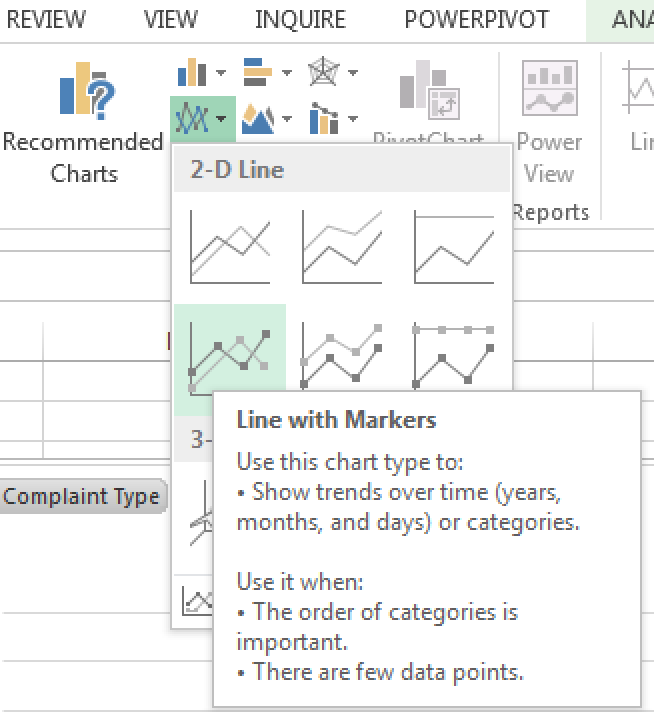 REVIEW VIEW INQUIRE POWERPIVOT ANA
Recommended
Charts
PivotChart
Power
View
Reports
2-D Line
3-
Complaint Type
Line with Markers
Use this chart type to:
• Show trends over time (years,
months, and days) or categories.
Use it when:
• The order of categories is
important.
• There are few data points.